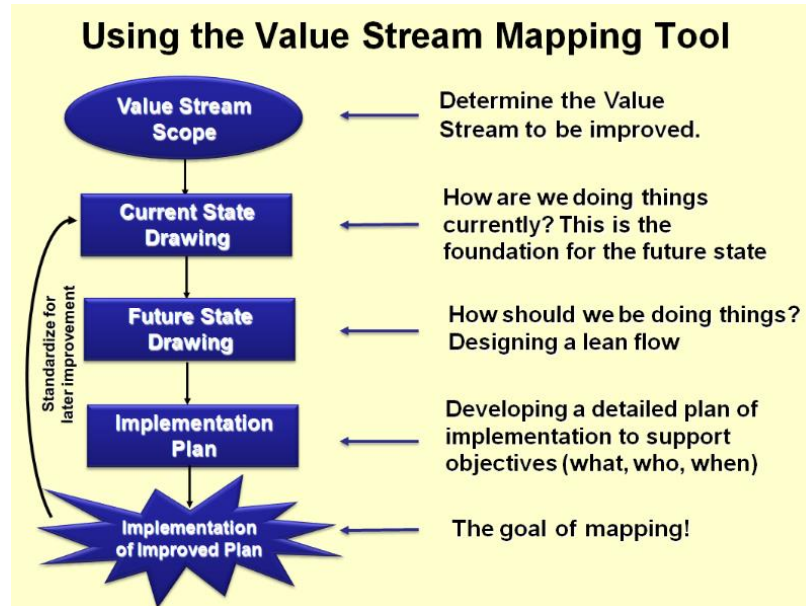 Using the Value Stream Mapping Tool
Value Stream
Scope
Determine the Value
Stream to be improved.
Current State
Drawing
How are we doing things
currently? This is the
foundation for the future state
Future State
Drawing
How should we be doing things?
Designing a lean flow
Standardize for
later improvement
Implementation
Plan
Developing a detailed plan of
implementation to support
objectives (what, who, when)
Implementation
of Improved Plan
The goal of mapping!